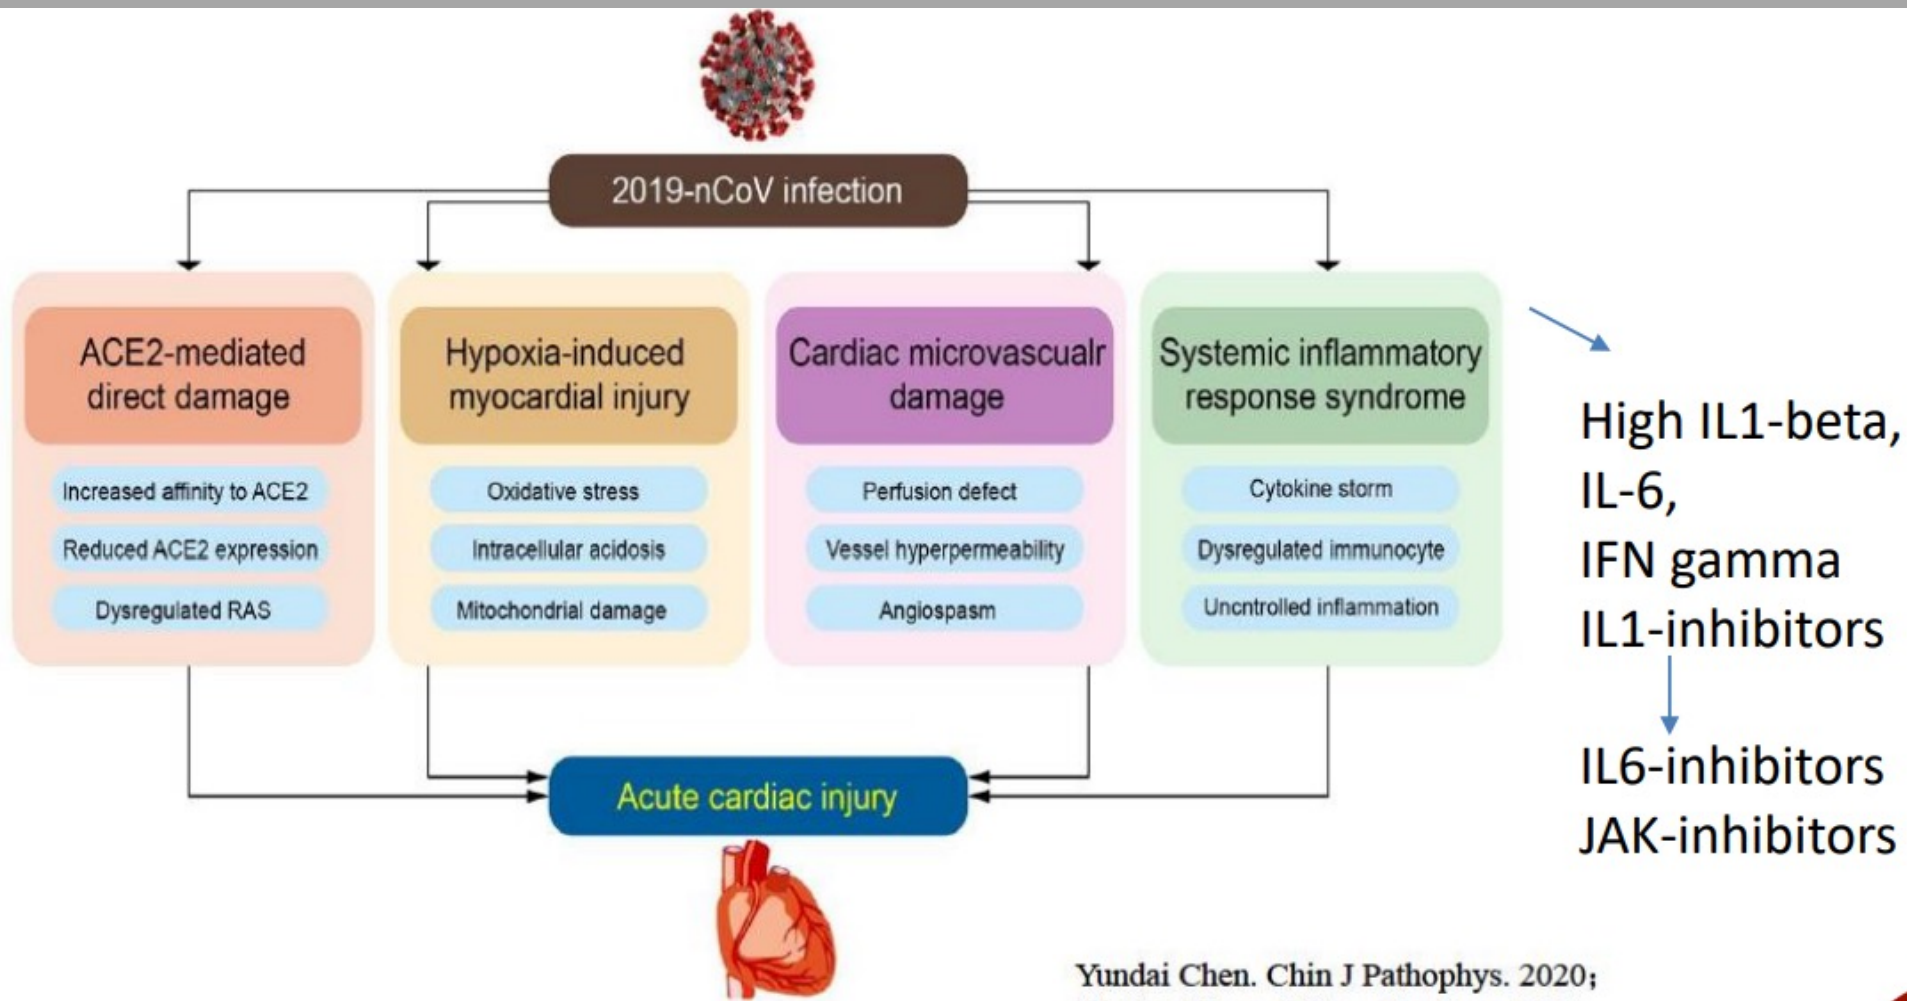 2019-nCoV infection
ACE2-mediated
direct damage
Increased affinity to ACE2
Reduced ACE2 expression
Dysregulated RAS
Hypoxia-induced
myocardial injury
Oxidative stress
Intracellular acidosis
Mitochondrial damage
Cardiac microvascualr
damage
Perfusion defect
Vessel hyperpermeability
Angiospasm
Systemic inflammatory
response syndrome
Cytokine storm
Dysregulated immunocyte
Uncntrolled inflammation
High IL1-beta,
IL-6,
IFN gamma
IL1-inhibitors
IL6-inhibitors
JAK-inhibitors
Acute cardiac injury
Yundai Chen. Chin J Pathophys. 2020;